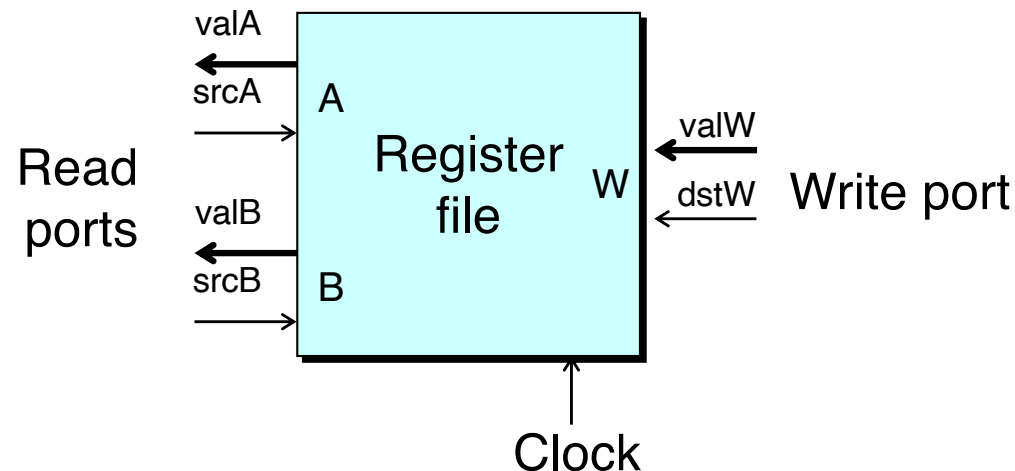 valA
srcA
A
Read
ports
valB
srcB
B
Register
file
W
valW
dstW
Write port
Clock